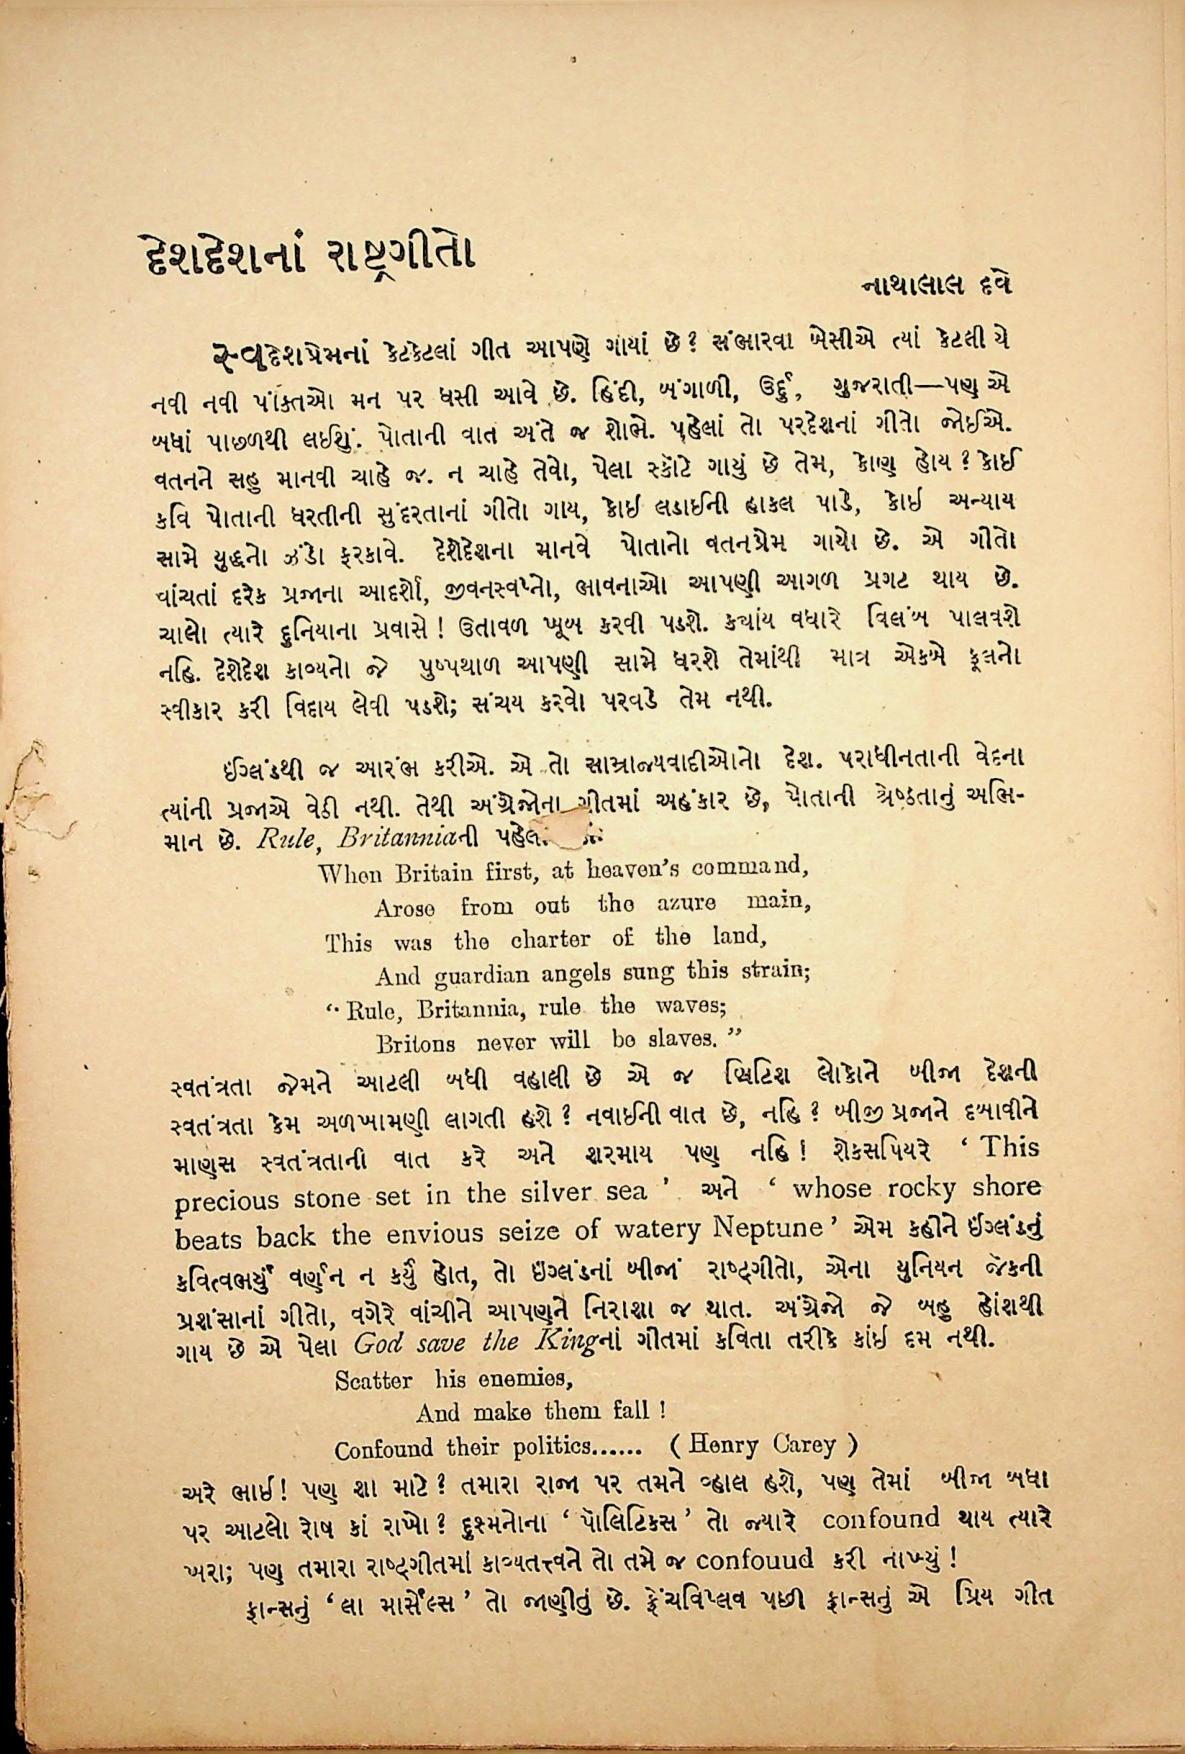 દેશદેશનાં રાષ્ટ્રગીતો
નાથાલાલ દવે
સ્વદેશપ્રેમનાં કેટકેટલાં ગીત આપણે ગાયાં છે? સંભારવા બેસીએ ત્યાં કેટલી યે
નવી નવી પંક્તિઓ મન પર ધસી આવે છે. હિંદી, બંગાળી, ઉર્દુ, ગુજરાતી—પણ એ
બધાં પાછળથી લઈશું. પોતાની વાત અંતે જ શોભે. પહેલાં તો પરદેશનાં ગીતો જોઈએ.
વતનને સહુ માનવી ચાહે જ. ન ચાહે તેવો, પેલા સ્કૉટે ગાયું છે તેમ, કોણ હોય? કોઈ
કવિ પોતાની ધરતીની સુંદરતાનાં ગીતો ગાય, કોઇ લડાઈની હાકલ પાડે, કોઇ અન્યાય
સામે યુદ્ધનો ઝંડો ફરકાવે. દેશેદેશના માનવે પોતાનો વતનપ્રેમ ગાયો છે. એ ગીતો
વાંચતાં દરેક પ્રજાના આદર્શો, જીવનસ્વપ્નો, ભાવનાઓ આપણી આગળ પ્રગટ થાય છે.
ચાલો ત્યારે દુનિયાના પ્રવાસે! ઉતાવળ ખૂબ કરવી પડશે. ક્યાંય વધારે વિલંબ પાલવશે
નહિ. દેશેદેશ કાવ્યનો જે પુષ્પથાળ આપણી સામે ધરશે તેમાંથી માત્ર એકબે ફૂલનો
સ્વીકાર કરી વિદાય લેવી પડશે; સંચય કરવો પરવડે તેમ નથી.
ઈંગ્લંડથી જ આરંભ કરીએ. એ તો સામ્રાજ્યવાદીઓનો દેશ. પરાધીનતાની વેદના
ત્યાંની પ્રજાએ વેઠી નથી. તેથી અંગ્રેજોના ગીતમાં અહંકાર છે, પોતાની શ્રેષ્ઠતાનું અભિ-
માન છે. Rule, Britanniaની
When Britain first, at heaven's command,
Arose from out the azure main,
This was the charter of the land,
And guardian angels sung this strain;
“ Rule, Britannia, rule the waves;
Britons never will be slaves. ”
સ્વતંત્રતા જેમને આટલી બધી વહાલી છે એ જ બ્રિટિશ લોકોને બીજા દેશની
સ્વતંત્રતા કેમ અળખામણી લાગતી હશે? નવાઈની વાત છે, નહિ? બીજી પ્રજાને દબાવીને
માણસ સ્વતંત્રતાની વાત કરે અને શરમાય પણ નહિ! શેક્સપિયરે ‘ This
precious stone set in the silver sea ’ અને ‘ whose rocky shore
beats back the envious seize of watery Neptune ’ એમ કહીને ઈંગ્લંડનું
કવિત્વભર્યું વર્ણન ન કર્યું હોત, તો ઇંગ્લંડનાં બીજાં રાષ્ટ્રગીતો, એના યુનિયન જૅકની
પ્રશંસાનાં ગીતો, વગેરે વાંચીને આપણને નિરાશા જ થાત. અંગ્રેજો જે બહુ હોંશથી
ગાય છે એ પેલા God save the Kingનાં ગીતમાં કવિતા તરીકે કાંઇ દમ નથી.
Scatter his enemies,
And make them fall !
Confound their politics...... ( Henry Carey )
અરે ભાઇ! પણ શા માટે? તમારા રાજા પર તમને વ્હાલ હશે, પણ તેમાં બીજા બધા
પર આટલો રોષ કાં રાખો? દુશ્મનોના ‘ પૉલિટિક્સ ’ તો જ્યારે confound થાય ત્યારે
ખરા; પણ તમારા રાષ્ટ્રગીતમાં કાવ્યતત્ત્વને તો તમે જ confouud કરી નાખ્યું!
ફ્રાન્સનું ‘ લા માર્સેલ્સ ’ તો જાણીતું છે. ફ્રેંચવિપ્લવ પછી ફ્રાન્સનું એ પ્રિય ગીત